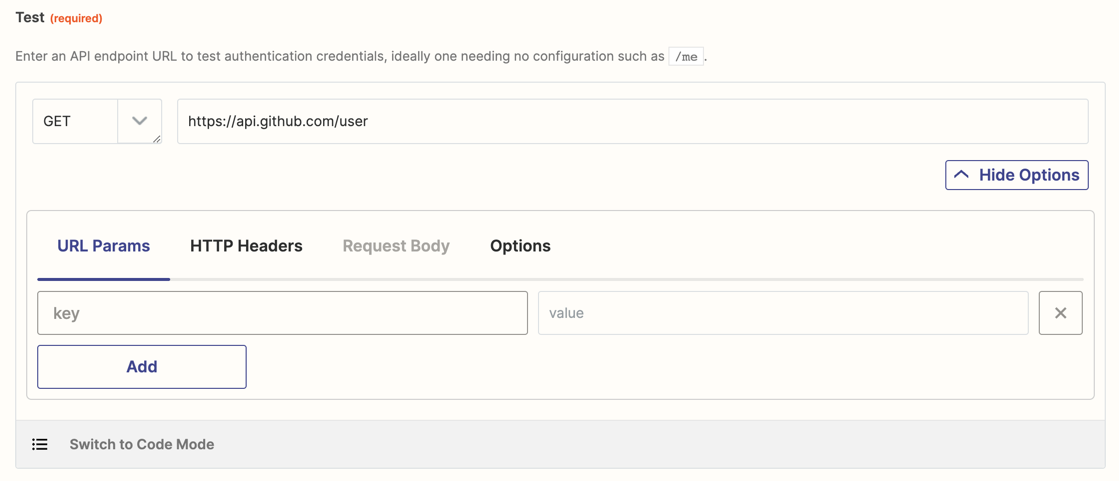 Test (required)
Enter an API endpoint URL to test authentication credentials, ideally one needing no configuration such as /me .
GET
https://api.github.com/user
Hide Options
URL Params
HTTP Headers
Request Body
Options
key
value
Add
Switch to Code Mode